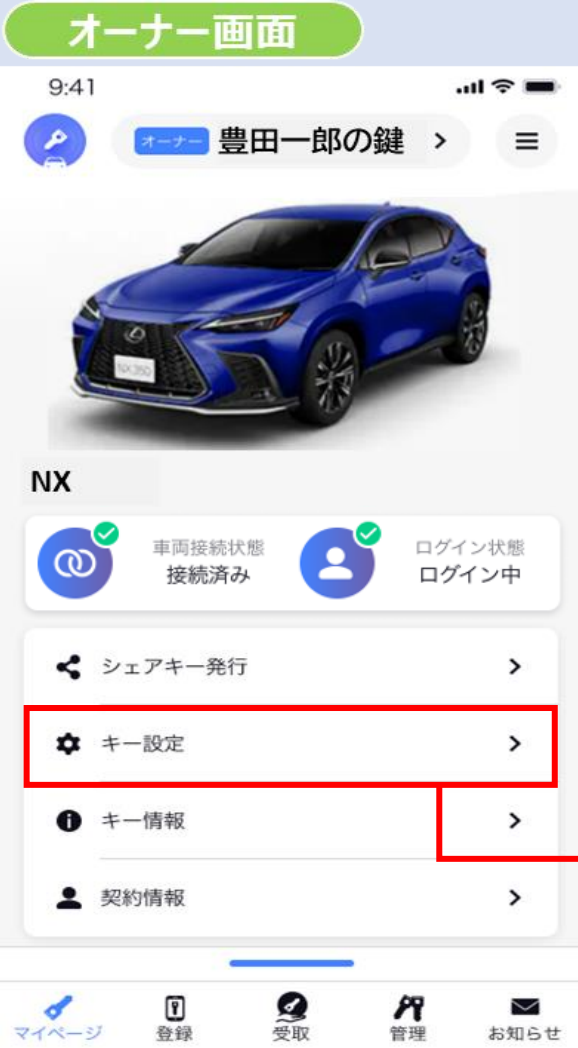 オーナー画面
9:41
オーナー 豊田一郎の鍵
NX350
NX
車両接続状態
接続済み
ログイン状態
ログイン中
シェアキー発行
キー設定
キー情報
契約情報
マイページ
登録
受取
管理
お知らせ